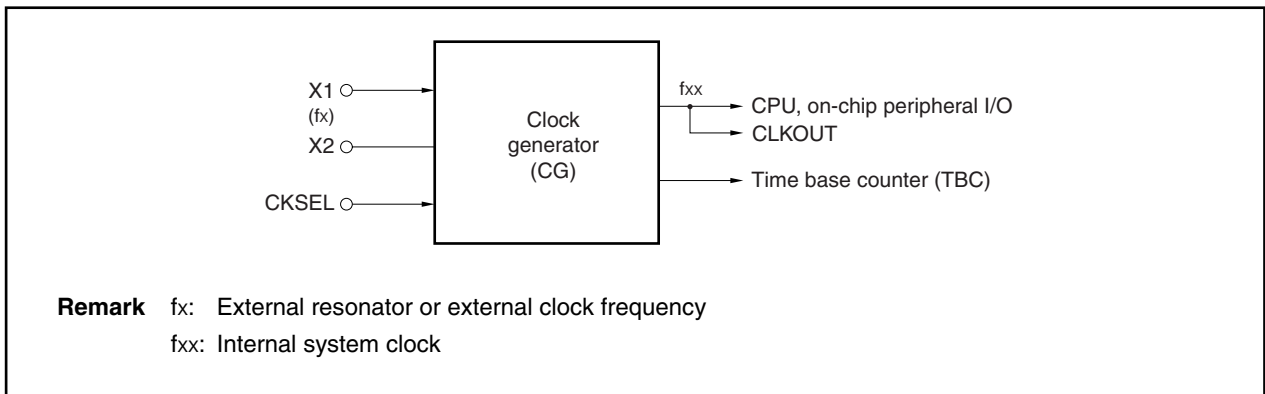 X1
(fx)
X2
CKSEL
Clock
generator
(CG)
fxx
CPU, on-chip peripheral I/O
CLKOUT
Time base counter (TBC)
Remark fx: External resonator or external clock frequency
fxx: Internal system clock